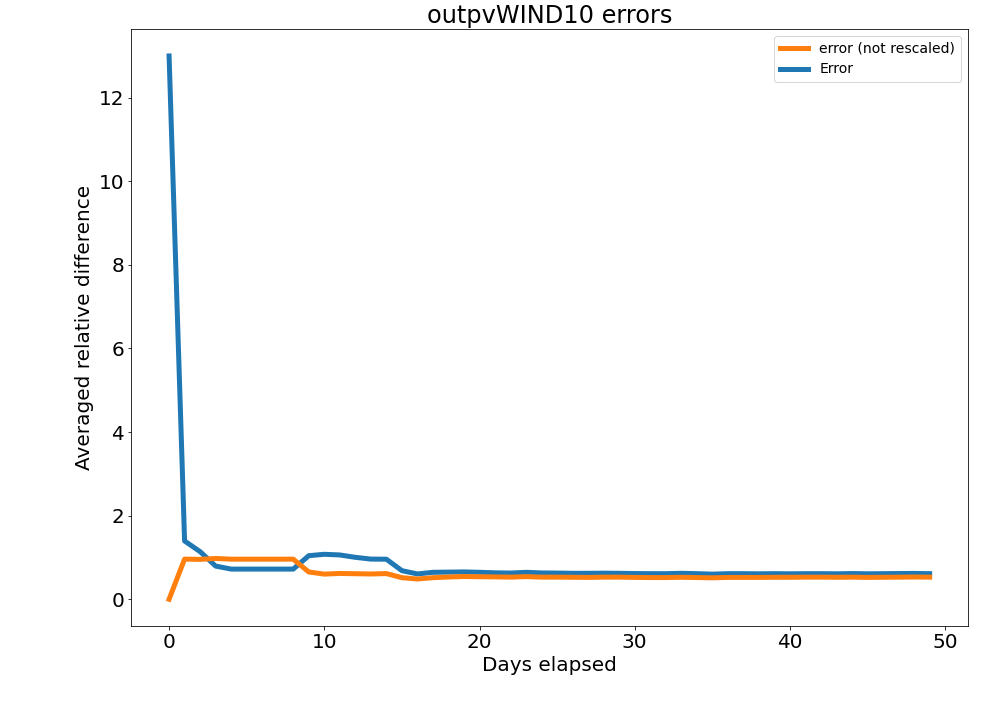 outpvWIND10 errors
error (not rescaled)
Error
Averaged relative difference
12
10
8
6
4
2
0
0 10 20 30 40 50
Days elapsed